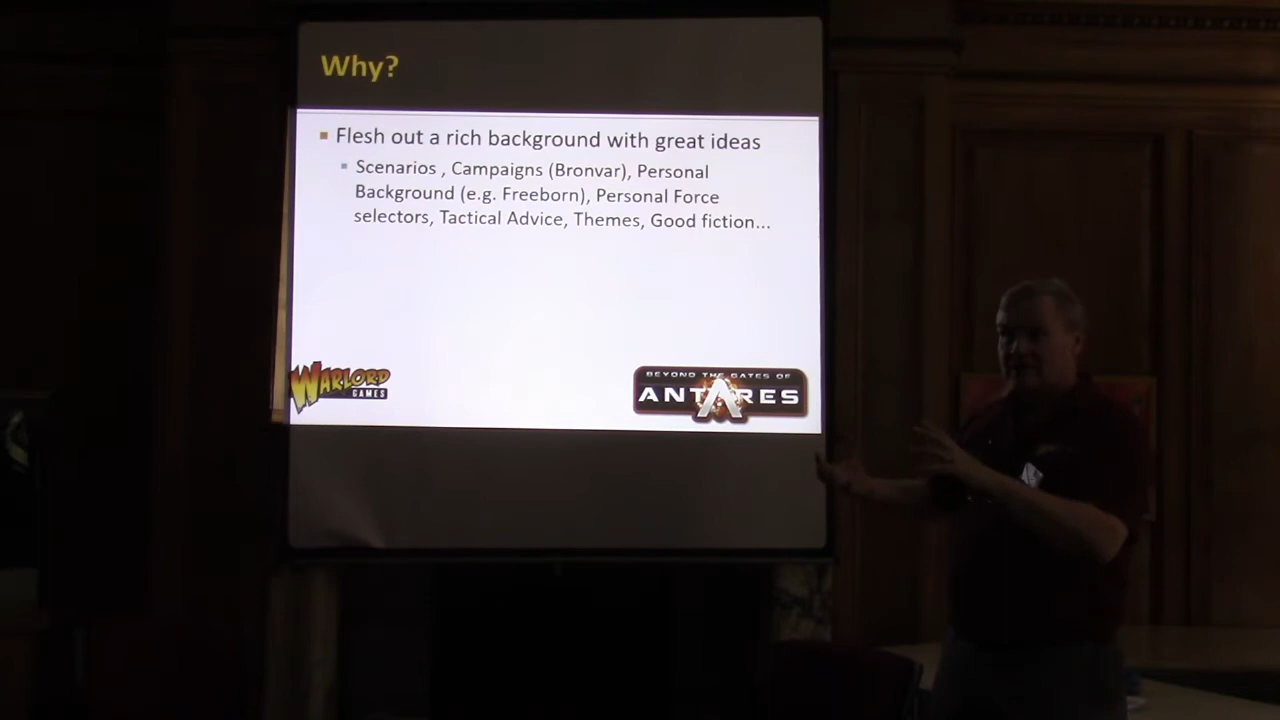 Why?
Flesh out a rich background with great ideas
Scenarios , Campaigns (Bronvar), Personal
Background (e.g. Freeborn), Personal Force
selectors, Tactical Advice, Themes, Good fiction...
WARLORD
GAMES
BEYOND THE GATES OF
ANTARES